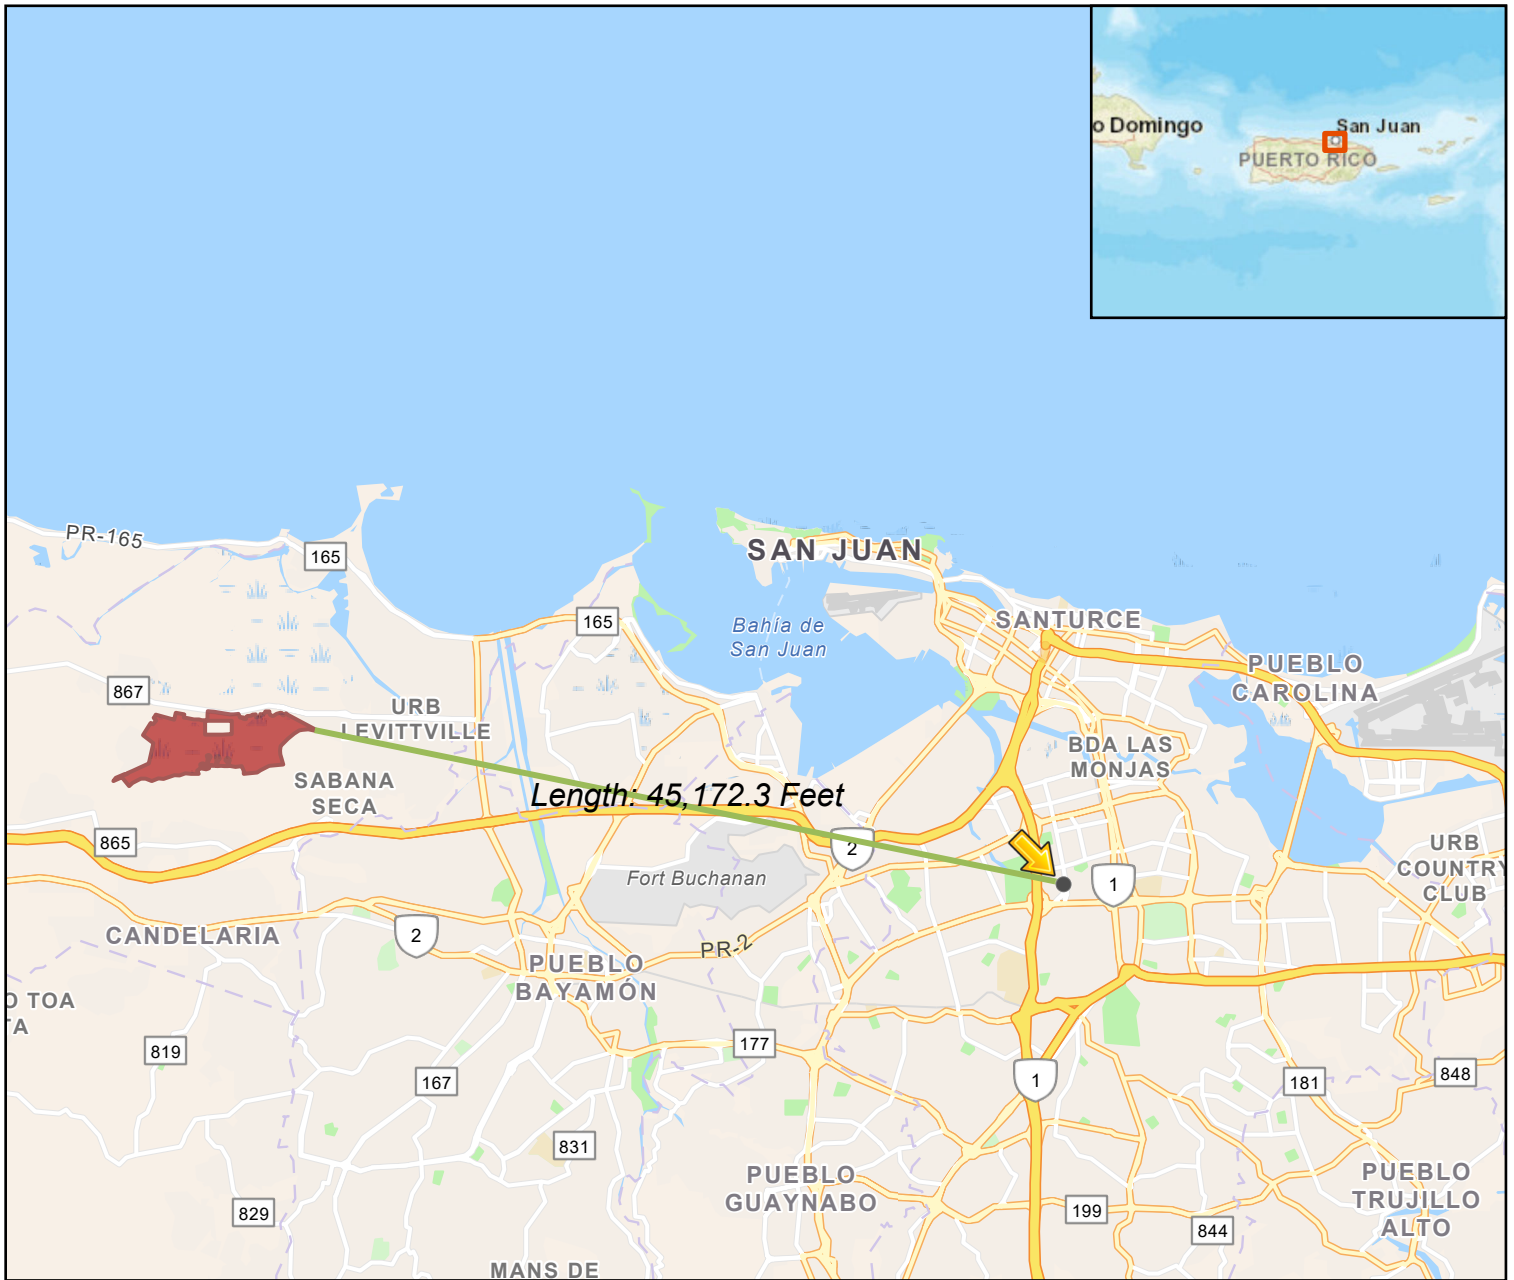 o Domingo
San Juan
PUERTO RICO
PR-165
165
SAN JUAN
165
Bahía de
San Juan
SANTURCE
PUEBLO
CAROLINA
867
URB
LEVITTVILLE
BDA LAS
MONJAS
SABANA
SECA
Length: 45,172.3 Feet
865
2
URB
COUNTRY
CLUB
Fort Buchanan
1
CANDELARIA
2
PR-2
PUEBLO
BAYAMÓN
O TOA
TA
819
177
167
1
181
848
831
PUEBLO
GUAYNABO
PUEBLO
TRUJILLO
ALTO
829
199
844
MANS DE